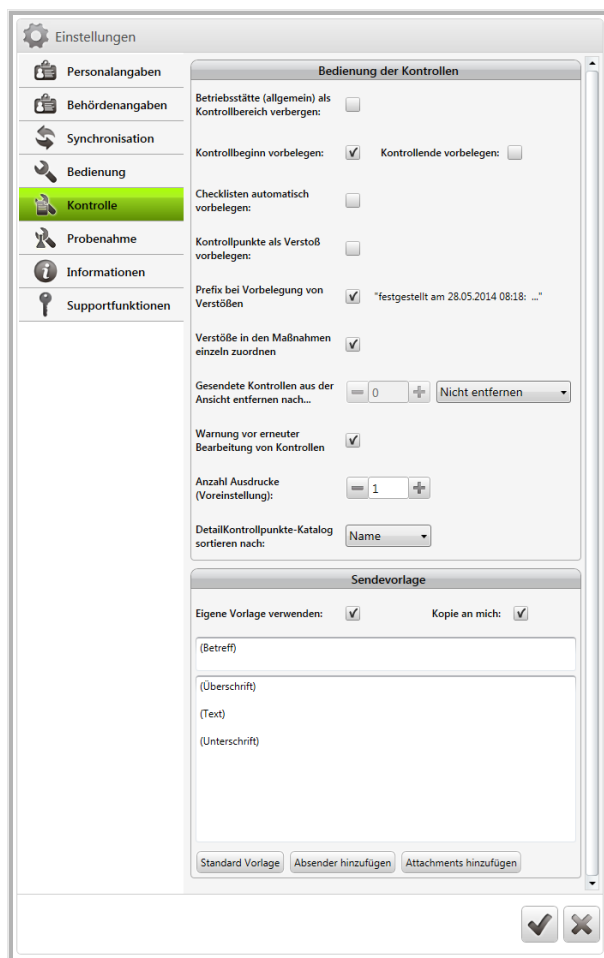 Einstellungen
Personalangaben
Behördenangaben
Synchronisation
Bedienung
Kontrolle
Probenahme
Informationen
Supportfunktionen
Bedienung der Kontrollen
Betriebsstätte (allgemein) als
Kontrollbereich verbergen:
Kontrollbeginn vorbelegen: Kontrollende vorbelegen:
Checklisten automatisch
vorbelegen:
Kontrollpunkte als Verstoß
vorbelegen:
Prefix bei Vorbelegung von
Verstößen
"festgestellt am 28.05.2014 08:18: ..."
Verstöße in den Maßnahmen
einzeln zuordnen
Gesendete Kontrollen aus der
Ansicht entfernen nach...
0 Nicht entfernen
Warnung vor erneuter
Bearbeitung von Kontrollen
Anzahl Ausdrucke
(Voreinstellung):
1
DetailKontrollpunkte-Katalog
sortieren nach:
Name
Sendevorlage
Eigene Vorlage verwenden: Kopie an mich:
(Betreff)
(Überschrift)
(Text)
(Unterschrift)
Standard Vorlage Absender hinzufügen Attachments hinzufügen